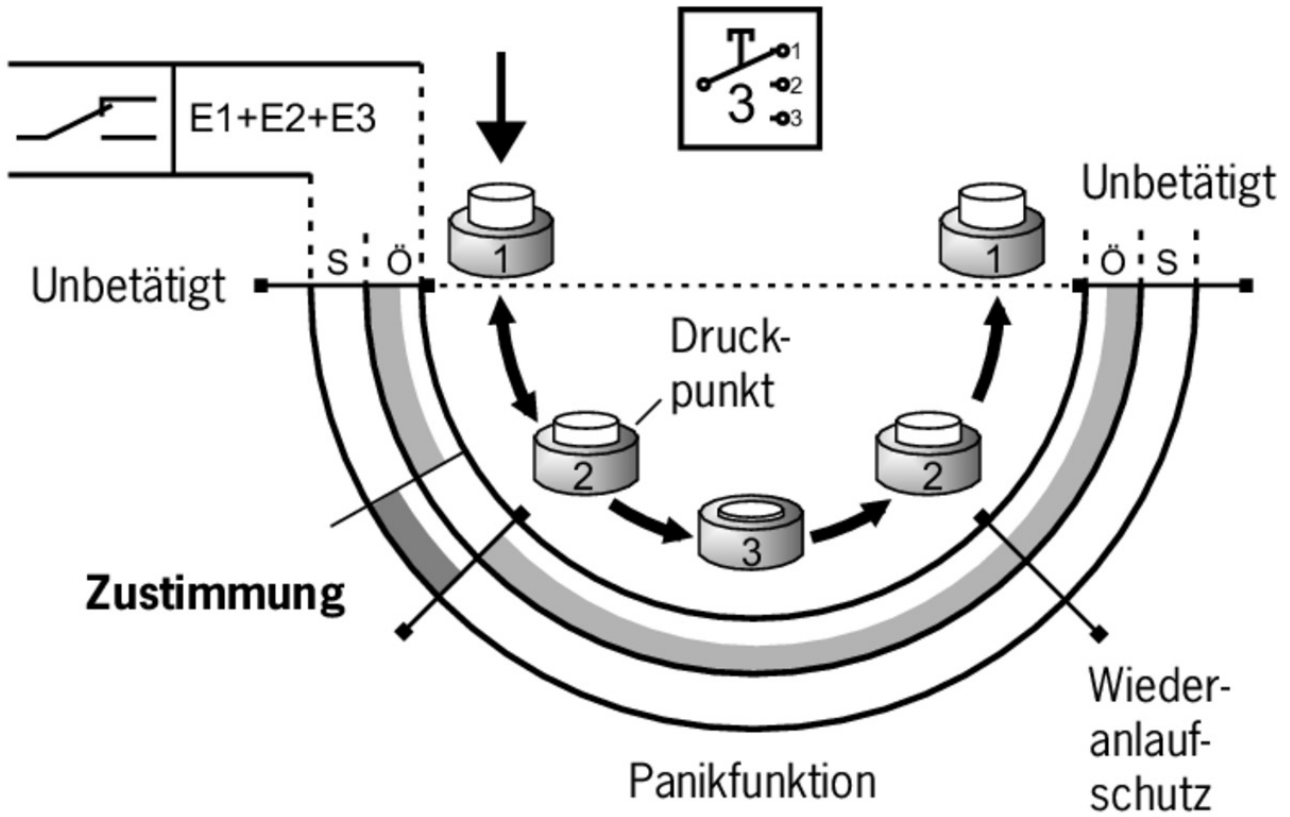 1
2
3
3
E1+E2+E3
Unbetätigt
S Ö
1
1
Unbetätigt
Ö S
Druck-
punkt
2
2
3
Zustimmung
Wieder-
anlauf-
schutz
Panikfunktion